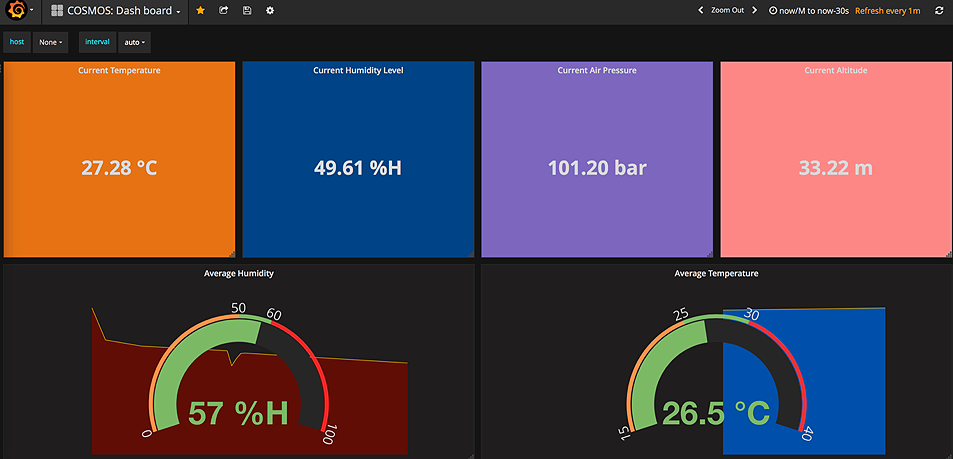 COSMOS: Dash board
Zoom Out
now/M to now-30s Refresh every 1m
host None interval auto
Current Temperature
27.28 °C
Current Humidity Level
49.61 %H
Current Air Pressure
101.20 bar
Current Altitude
33.22 m
Average Humidity
0 50 60 100
57 %H
Average Temperature
15 25 30 40
26.5 °C